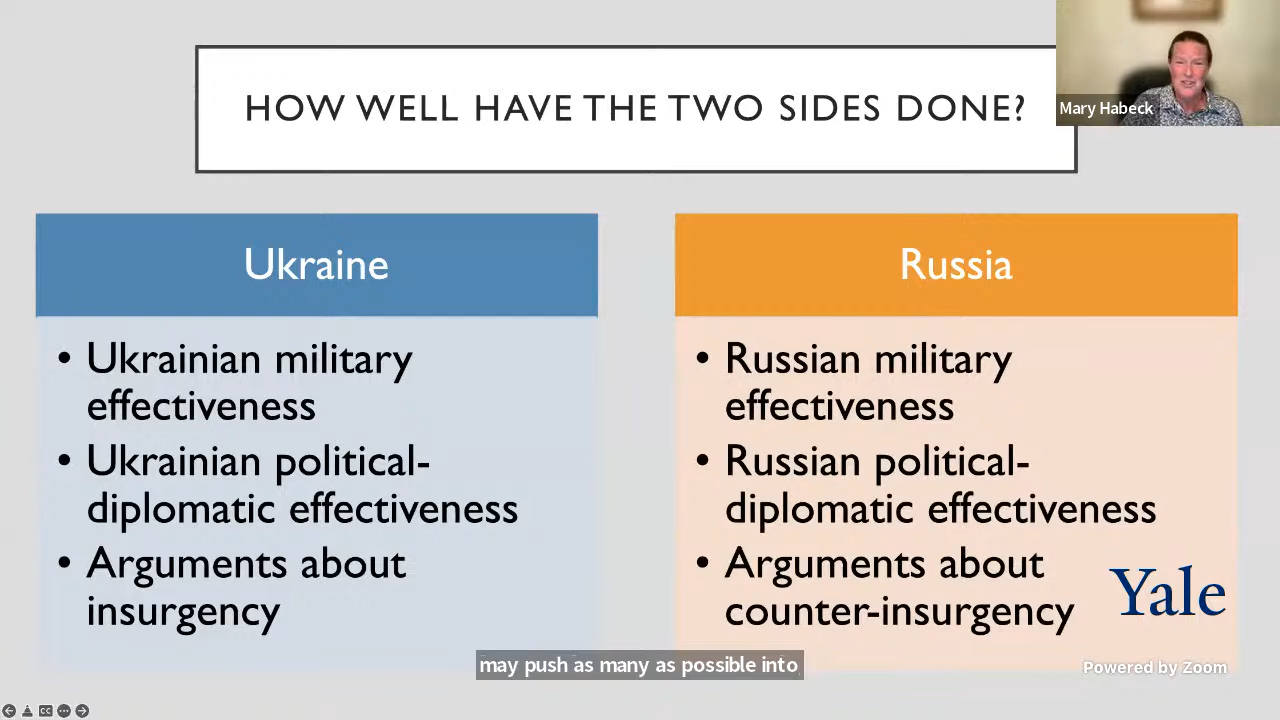 HOW WELL HAVE THE TWO SIDES DONE?
Mary Habeck
Ukraine
• Ukrainian military
effectiveness
• Ukrainian political-
diplomatic effectiveness
• Arguments about
insurgency
Russia
• Russian military
effectiveness
• Russian political-
diplomatic effectiveness
• Arguments about
counter-insurgency
Yale
may push as many as possible into
Powered by Zoom
CC